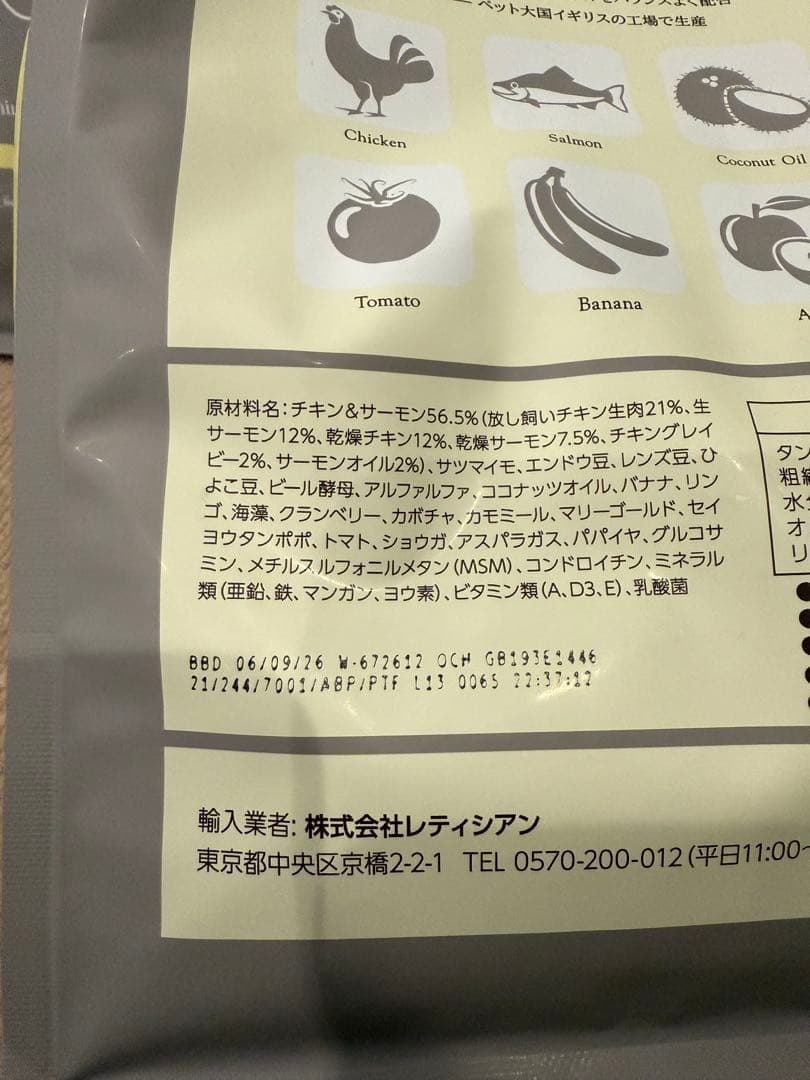 ペット大国イギリスの工場で生産
Chicken
Salmon
Coconut Oil
Tomato
Banana
原材料名：チキン&サーモン56.5%（放し飼いチキン生肉21%、生
サーモン12%、乾燥チキン12%、乾燥サーモン7.5%、チキングレイ
ビー2%、サーモンオイル2%）、サツマイモ、エンドウ豆、レンズ豆、ひ
よこ豆、ビール酵母、アルファルファ、ココナッツオイル、バナナ、リン
ゴ、海藻、クランベリー、カボチャ、カモミール、マリーゴールド、セイ
ヨウタンポポ、トマト、ショウガ、アスパラガス、パパイヤ、グルコサ
ミン、メチルスルフォニルメタン（MSM）、コンドロイチン、ミネラル
類（亜鉛、鉄、マンガン、ヨウ素）、ビタミン類（A、D3、E）、乳酸菌
タン
粗
水
オ
リ
BBD 06/09/26 W-672612 OCH GB193E1446
21/244/7001/ABP/PTF L13 0065 22:37:12
輸入業者：株式会社レティシアン
東京都中央区京橋2-2-1 TEL 0570-200-012（平日11:00~